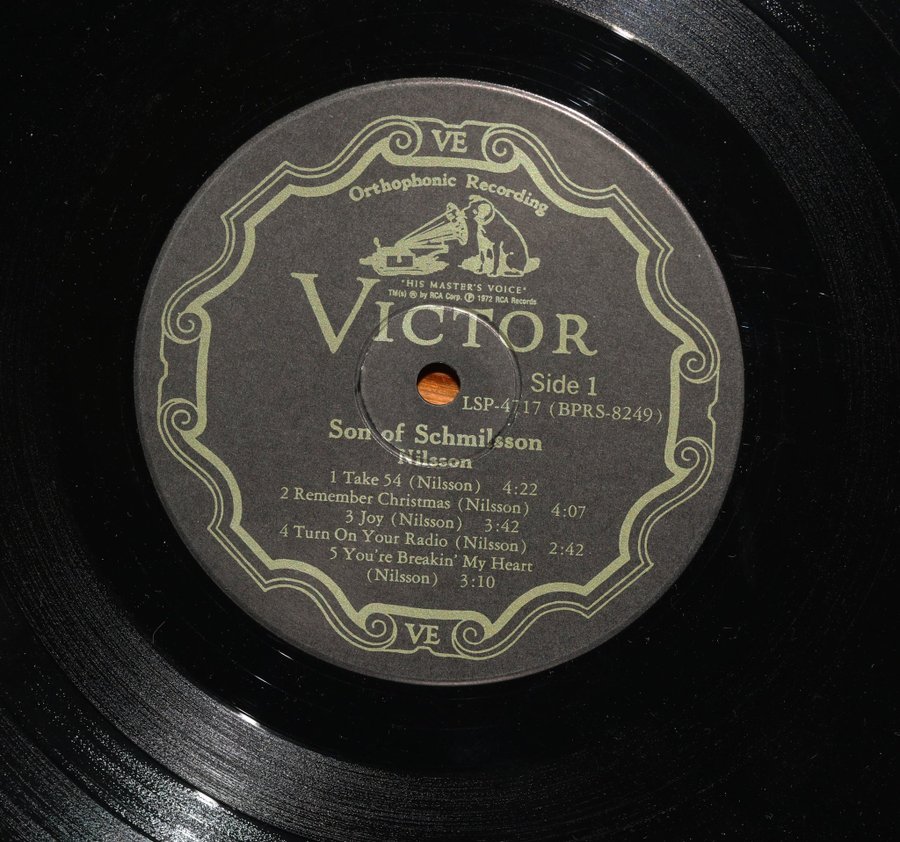 VE
Orthophonic Recording
"HIS MASTER'S VOICE"
TM(s) ® by RCA Corp. ℗ 1972 RCA Records
VICTOR
Side 1
LSP-4717 (BPRS-8249)
Son of Schmilsson
Nilsson
1 Take 54 (Nilsson) 4:22
2 Remember Christmas (Nilsson) 4:07
3 Joy (Nilsson) 3:42
4 Turn On Your Radio (Nilsson) 2:42
5 You're Breakin' My Heart
(Nilsson) 3:10
VE